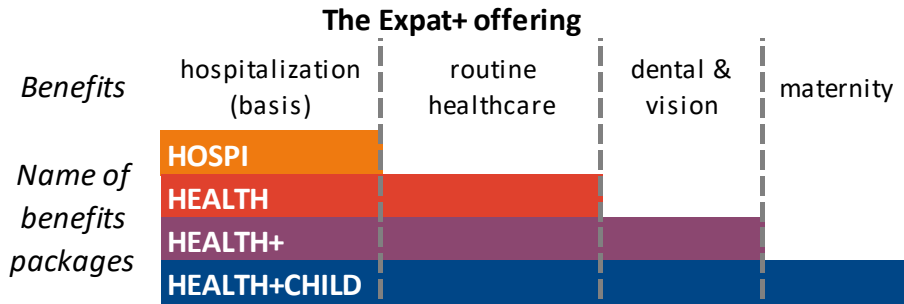 The Expat+ offering
Benefits
hospitalization
(basis)
routine
healthcare
dental &
vision
maternity
Name of
benefits
packages
HOSPI
HEALTH
HEALTH+
HEALTH+CHILD